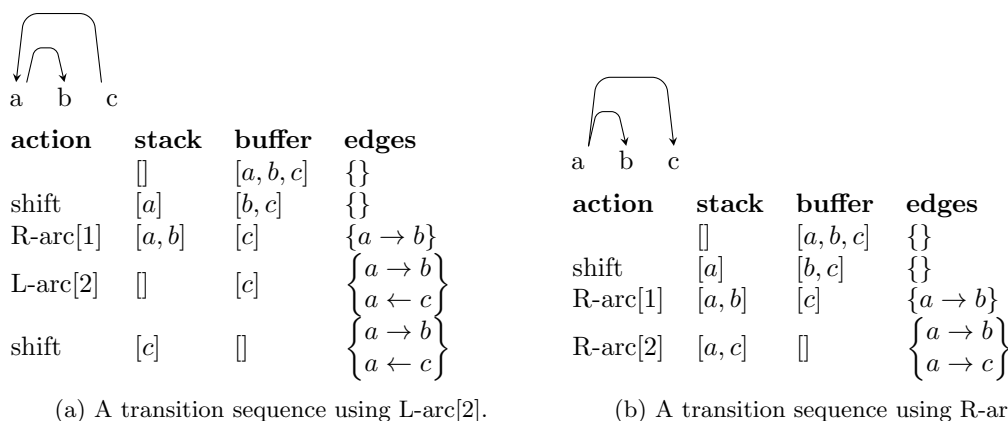 a b c
action stack buffer edges
[] [a, b, c] {}
shift [a] [b, c] {}
R-arc[1] [a, b] [c] {a → b}
L-arc[2] [] [c] {a → b
a ← c}
shift [c] [] {a → b
a ← c}
(a) A transition sequence using L-arc[2].
a b c
action stack buffer edges
[] [a, b, c] {}
shift [a] [b, c] {}
R-arc[1] [a, b] [c] {a → b}
R-arc[2] [a, c] [] {a → b
a → c}
(b) A transition sequence using R-ar